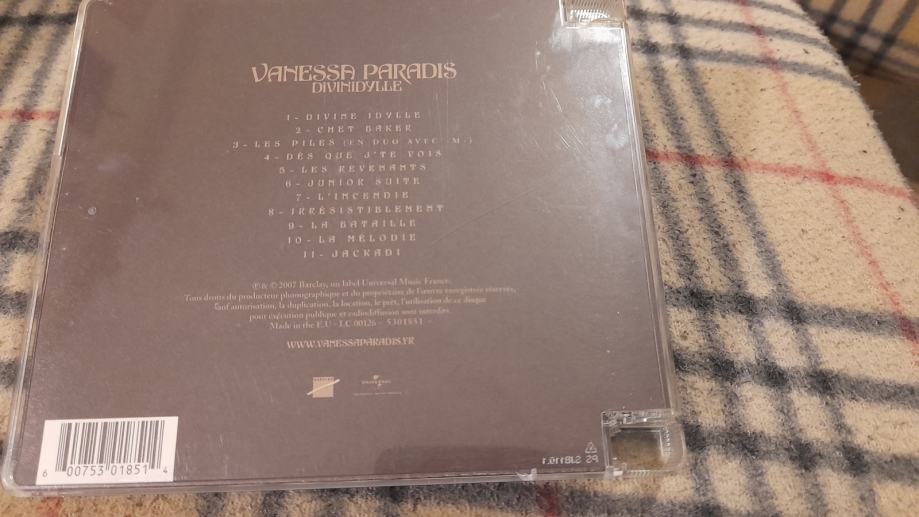 VANESSA PARADIS
DIVINIDYLLE
1 - DIVINE IDYLLE
2 - CHET BAKER
3 - LES PILES (EN DUO AVEC -M-)
4 - DÈS QUE J'TE VOIS
5 - LES REVENANTS
6 - JUNIOR SUITE
7 - L'INCENDIE
8 - IRRÉSISTIBLEMENT
9 - LA BATAILLE
10 - LA MÉLODIE
11 - JACKADI
℗ & © 2007 Barclay, un label Universal Music France.
Tous droits du producteur phonographique et du propriétaire de l'œuvre enregistrée réservés,
sauf autorisation, la duplication, la location, le prêt, l'utilisation de ce disque
pour exécution publique et radiodiffusion sont interdits.
Made in the E.U - LC 00126 - 5301851 -
WWW.VANESSAPARADIS.FR
UNIVERSAL
6 00753 01851 4
PS SJB110.1